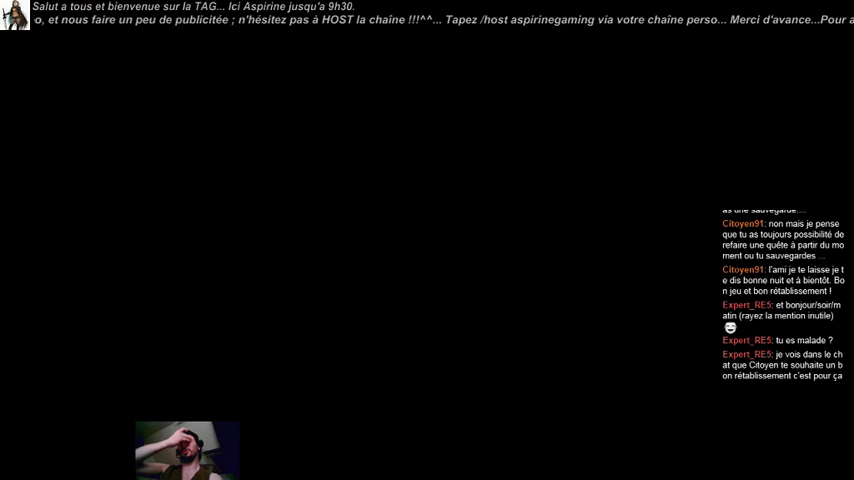 Salut a tous et bienvenue sur la TAG... Ici Aspirine jusqu'a 9h30.
o, et nous faire un peu de publicitée ; n'hésitez pas à HOST la chaîne !!!^^... Tapez /host aspirinegaming via votre chaîne perso... Merci d'avance...Pour a
as une sauvegarde....
Citoyen91: non mais je pense
que tu as toujours possibilité de
refaire une quête à partir du mo
ment ou tu sauvegardes ...
Citoyen91: l'ami je te laisse je t
e dis bonne nuit et à bientôt. Bo
n jeu et bon rétablissement !
Expert_RE5: et bonjour/soir/m
atin (rayez la mention inutile)
Expert_RE5: tu es malade ?
Expert_RE5: je vois dans le ch
at que Citoyen te souhaite un b
on rétablissement c'est pour ça